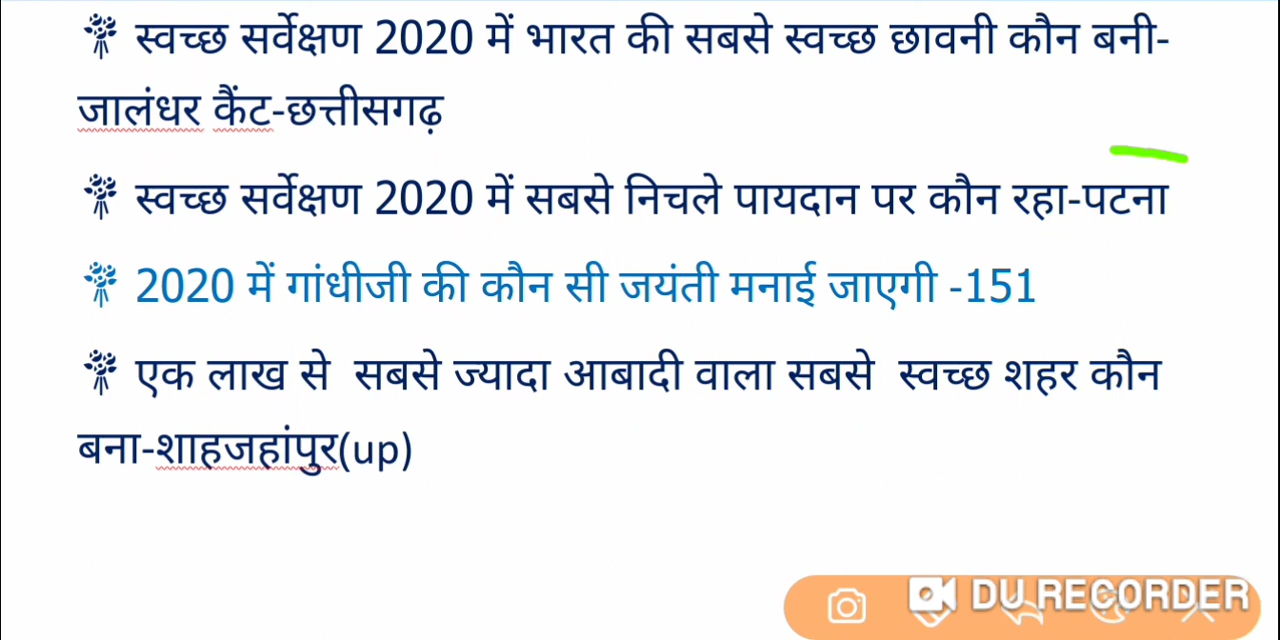 स्वच्छ सर्वेक्षण 2020 में भारत की सबसे स्वच्छ छावनी कौन बनी-
जालंधर कैंट-छत्तीसगढ़
स्वच्छ सर्वेक्षण 2020 में सबसे निचले पायदान पर कौन रहा-पटना
2020 में गांधीजी की कौन सी जयंती मनाई जाएगी -151
एक लाख से सबसे ज्यादा आबादी वाला सबसे स्वच्छ शहर कौन
बना-शाहजहांपुर(up)
DU RECORDER